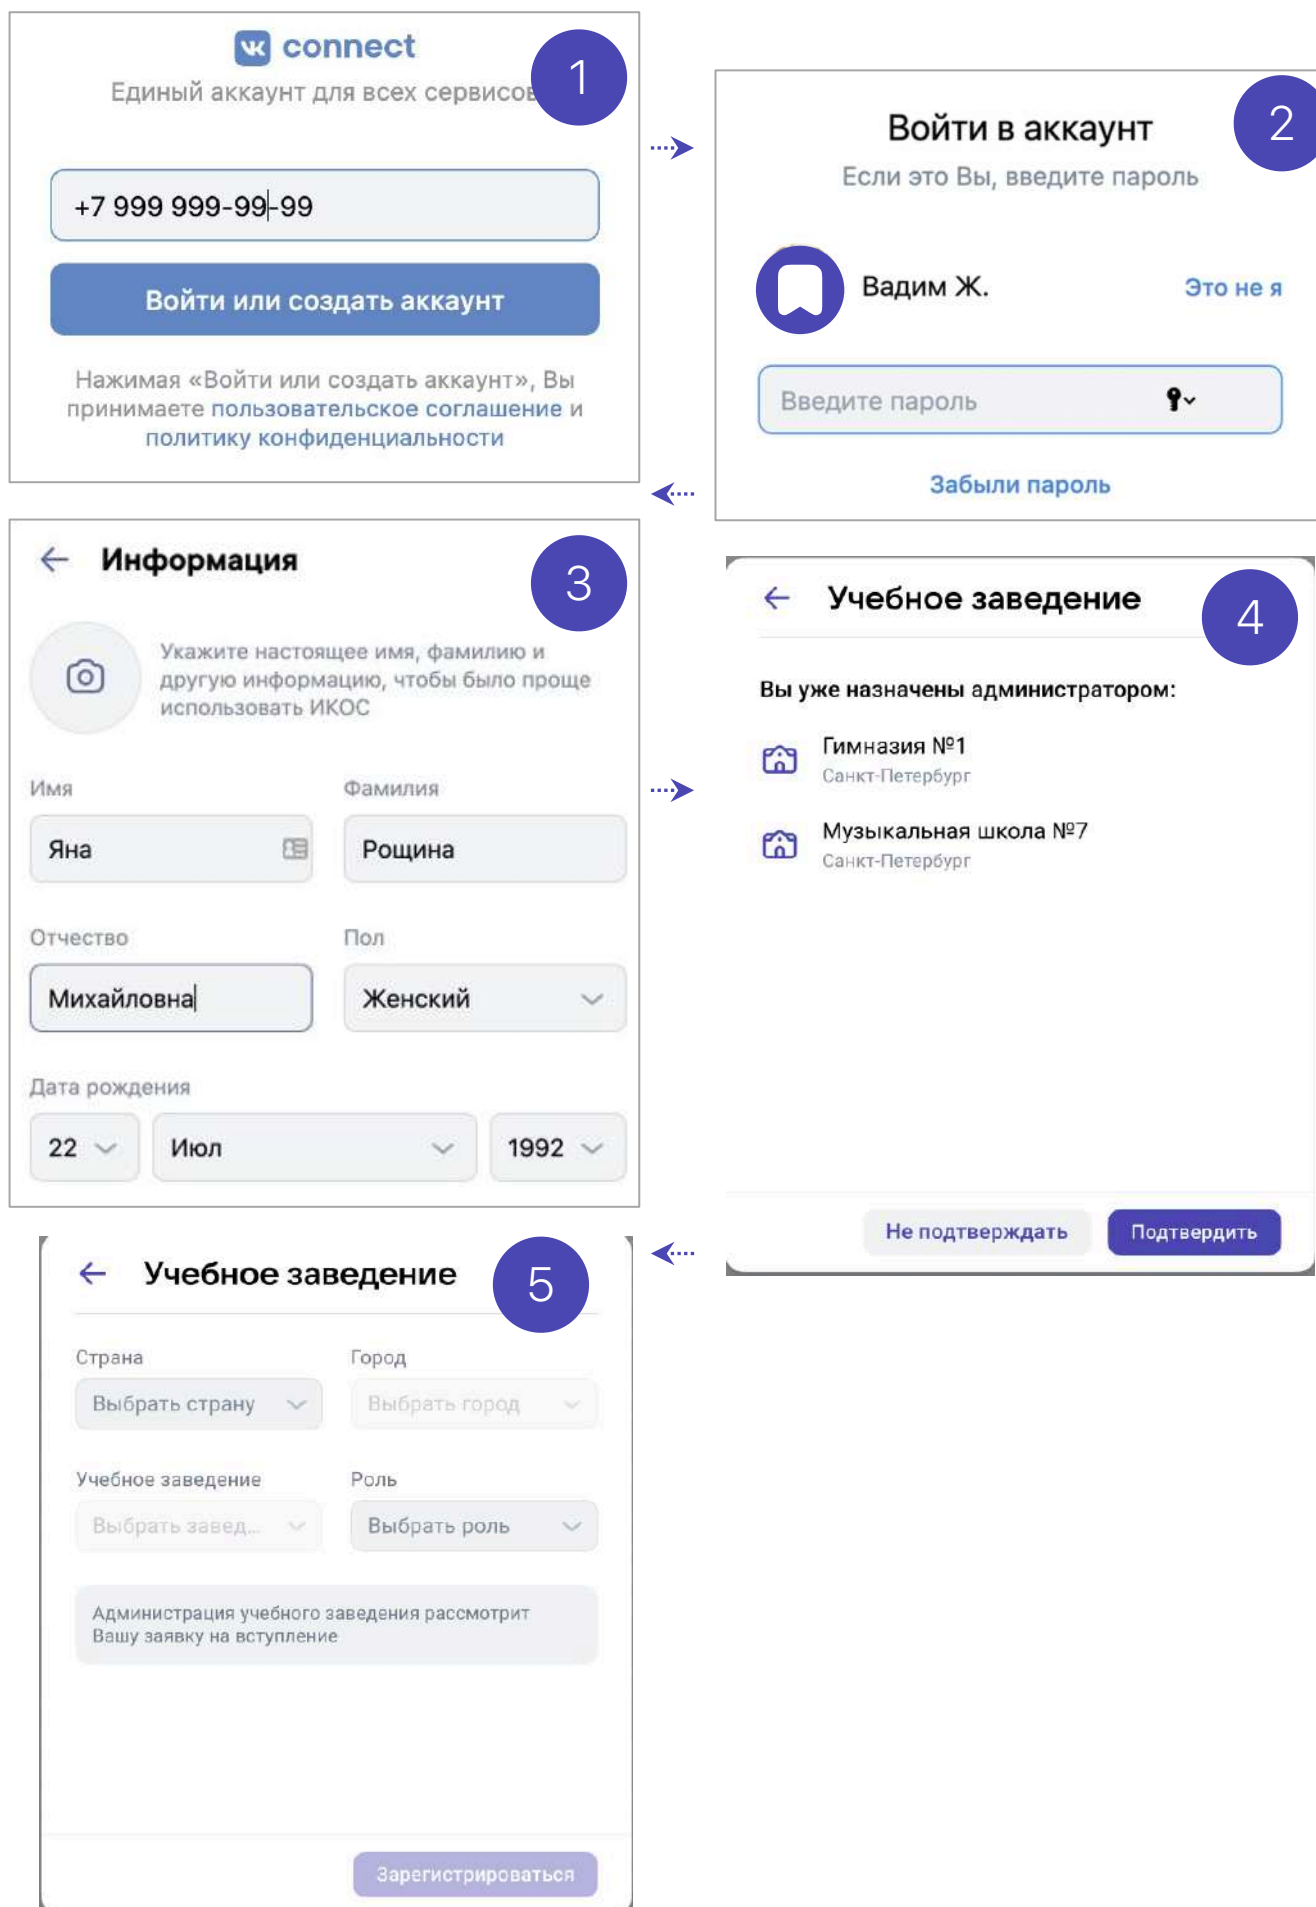 connect
Единый аккаунт для всех сервисов
1
+7 999 999-99-99
Войти или создать аккаунт
Нажимая «Войти или создать аккаунт», Вы
принимаете пользовательское соглашение и
политику конфиденциальности
2
Войти в аккаунт
Если это Вы, введите пароль
Вадим Ж.
Это не я
Введите пароль
Забыли пароль
Информация
3
Укажите настоящее имя, фамилию и
другую информацию, чтобы было проще
использовать ИКОС
Имя
Фамилия
Яна
Рощина
Отчество
Пол
Михайловна
Женский
Дата рождения
22
Июл
1992
Учебное заведение
4
Вы уже назначены администратором:
Гимназия №1
Санкт-Петербург
Музыкальная школа №7
Санкт-Петербург
Не подтверждать
Подтвердить
Учебное заведение
5
Страна
Город
Выбрать страну
Выбрать город
Учебное заведение
Роль
Выбрать завед...
Выбрать роль
Администрация учебного заведения рассмотрит
Вашу заявку на вступление
Зарегистрироваться